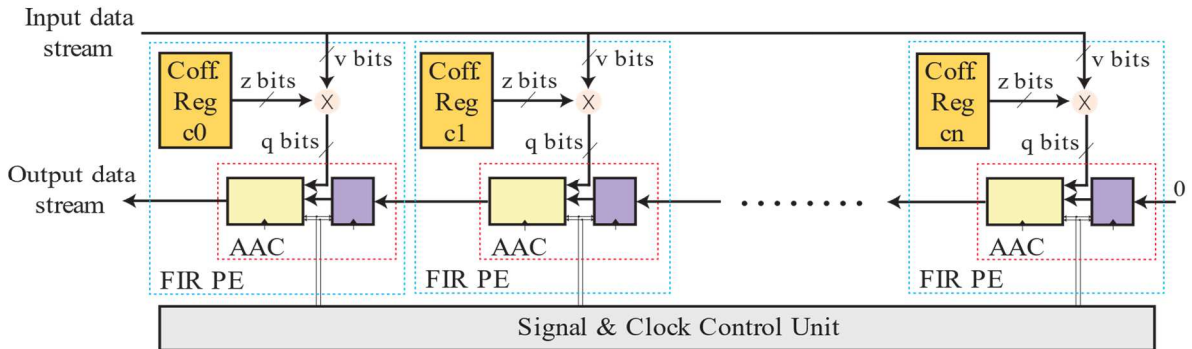 Input data
stream
v bits
v bits
v bits
Coff.
Reg
c0
z bits
X
Coff.
Reg
c1
z bits
X
Coff.
Reg
cn
z bits
X
q bits
q bits
q bits
Output data
stream
0
AAC
AAC
AAC
FIR PE
FIR PE
FIR PE
Signal & Clock Control Unit